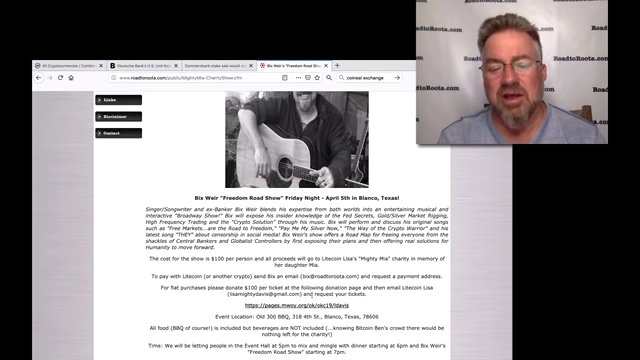 RoadtoRoota.com
All Cryptocurrencies | CoinMar
Deutsche Bank's U.S. Unit Soug
Commerzbank stake sale would s
Bix Weir's "Freedom Road Show
www.roadtoroota.com/public/MightyMia-CharityShow.cfm
coineal exchange
Links
Disclaimer
Contact
Bix Weir "Freedom Road Show" Friday Night - April 5th in Blanco, Texas!
Singer/Songwriter and ex-Banker Bix Weir blends his expertise from both worlds into an entertaining musical and
interactive "Broadway Show!" Bix will expose his insider knowledge of the Fed Secrets, Gold/Silver Market Rigging,
High Frequency Trading and the "Crypto Solution" through his music. Bix will perform and discuss his original songs
such as "Free Markets...are the Road to Freedom," "Pay Me My Silver Now," "The Way of the Crypto Warrior" and his
latest song "THEY" about censorship in social media! Bix Weir's show offers a Road Map for freeing everyone from the
shackles of Central Bankers and Globalist Controllers by first exposing their plans and then offering real solutions for
Humanity to move forward.
The cost for the show is $100 per person and all proceeds will go to Litecoin Lisa's "Mighty Mia" charity in memory of
her daughter Mia.
To pay with Litecoin (or another crypto) send Bix an email (bix@roadtoroota.com) and request a payment address.
For fiat purchases please donate $100 per ticket at the following donation page and then email Litecoin Lisa
(lisamightydavis@gmail.com) and request your tickets.
https://pages.mwoy.org/ok/okc19/ldavis
Event Location: Old 300 BBQ, 318 4th St., Blanco, Texas, 78606
All food (BBQ of course!) is included but beverages are NOT included (...knowing Bitcoin Ben's crowd there would be
nothing left for the charity!)
Time: We will be letting people in the Event Hall at 5pm to mix and mingle with dinner starting at 6pm and Bix Weir's
"Freedom Road Show" starting at 7pm.